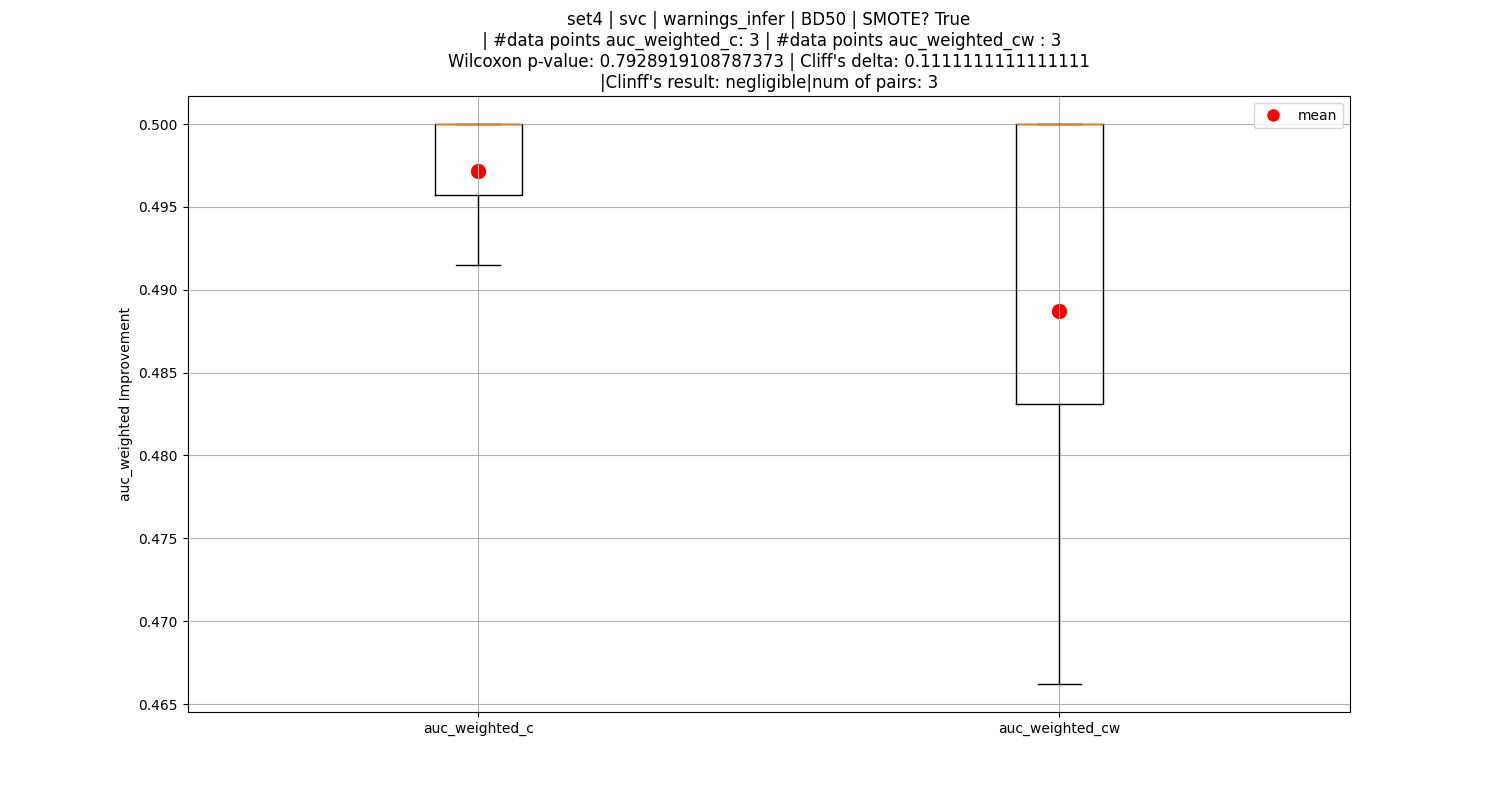 set4 | svc | warnings_infer | BD50 | SMOTE? True
| #data points auc_weighted_c: 3 | #data points auc_weighted_cw : 3
Wilcoxon p-value: 0.7928919108787373 | Cliff's delta: 0.1111111111111111
|Clinff's result: negligible|num of pairs: 3
mean
0.500
0.495
0.490
0.485
0.480
0.475
0.470
0.465
auc_weighted Improvement
auc_weighted_c
auc_weighted_cw